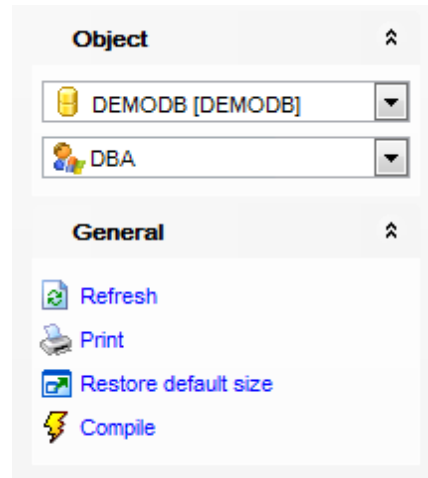 Object
DEMODB [DEMODB]
DBA
General
Refresh
Print
Restore default size
Compile